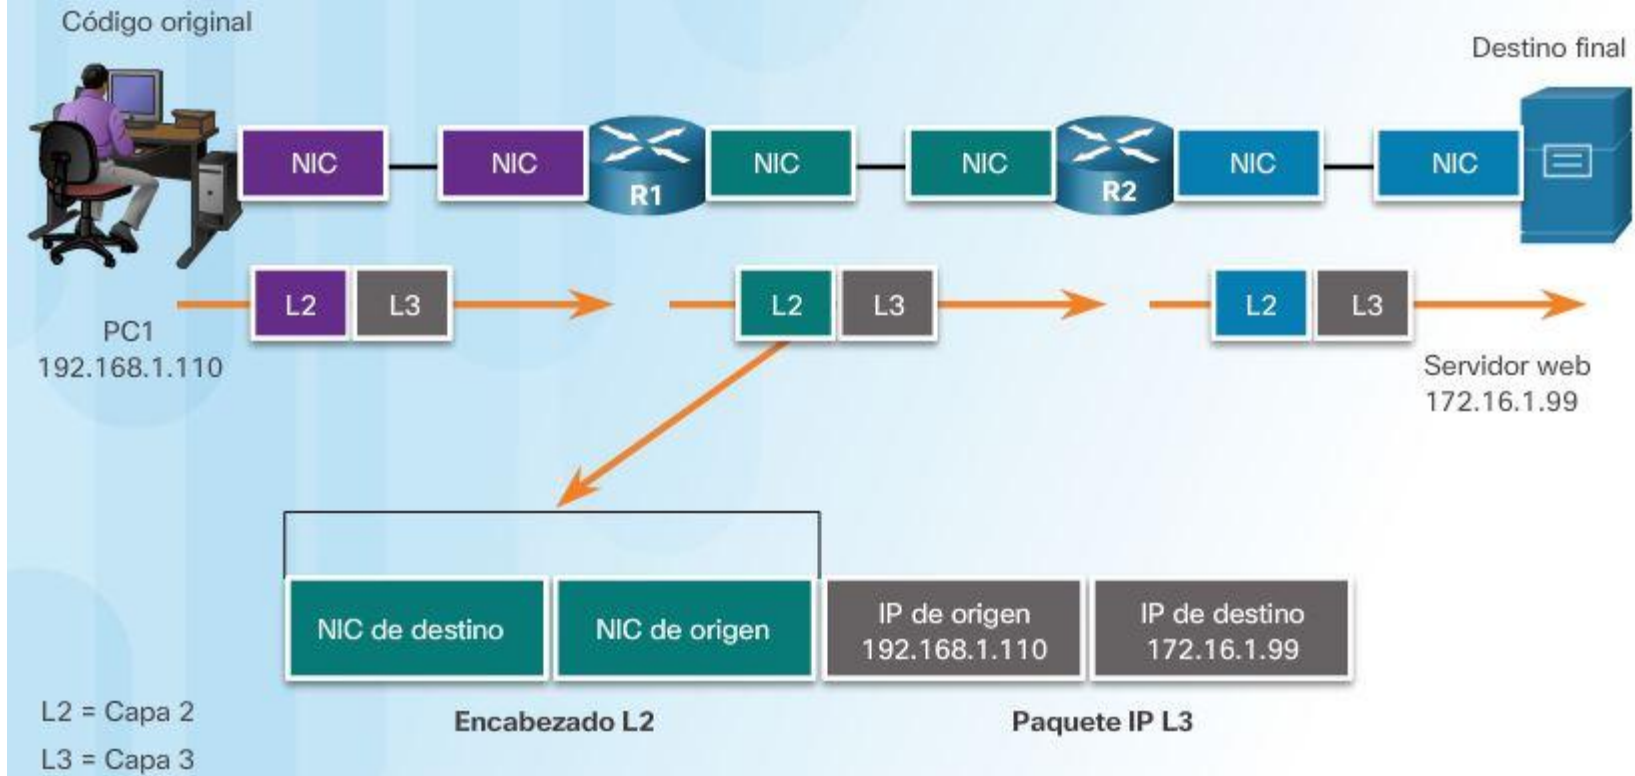 Código original
Destino final
NIC
NIC
R1
NIC
NIC
R2
NIC
NIC
L2
L3
L2
L3
L2
L3
PC1
192.168.1.110
Servidor web
172.16.1.99
NIC de destino
NIC de origen
IP de origen
192.168.1.110
IP de destino
172.16.1.99
L2 = Capa 2
L3 = Capa 3
Encabezado L2
Paquete IP L3